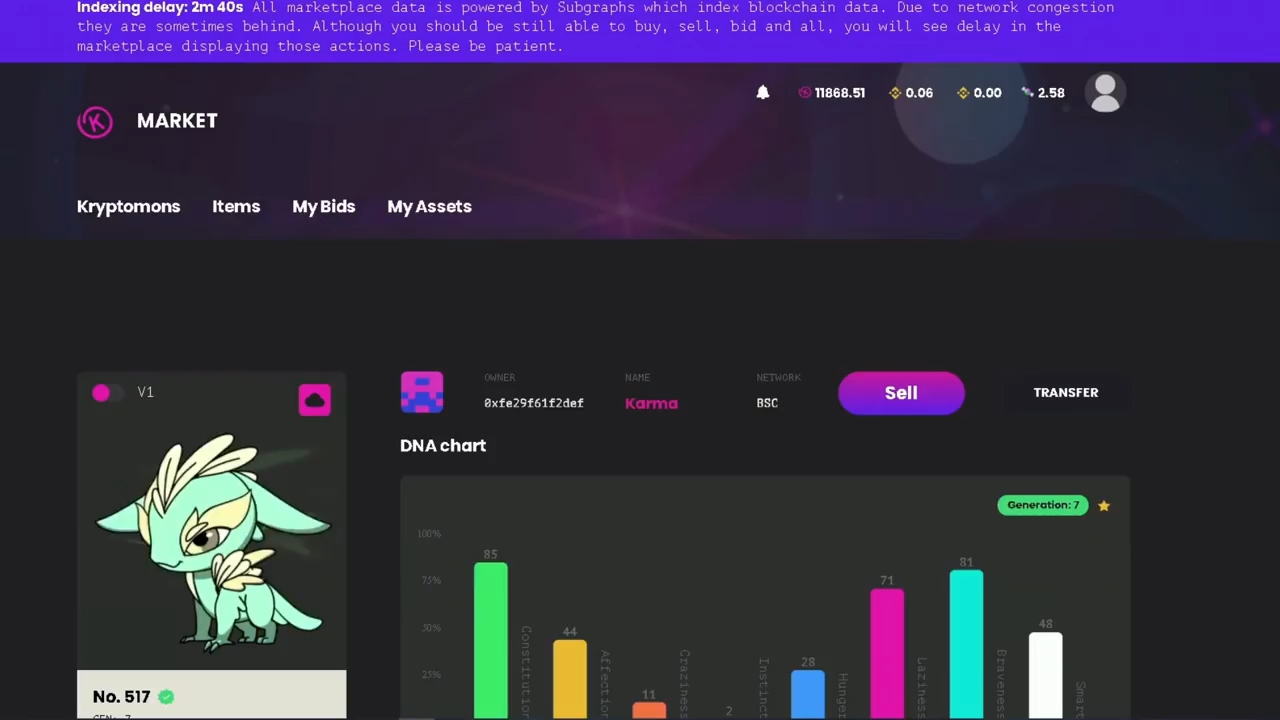 Indexing delay: 2m 40s All marketplace data is powered by Subgraphs which index blockchain data. Due to network congestion
they are sometimes behind. Although you should be still able to buy, sell, bid and all, you will see delay in the
marketplace displaying those actions. Please be patient.
11868.51 0.06 0.00 2.58
K MARKET
Kryptomons Items My Bids My Assets
V1
OWNER NAME NETWORK
0xfe29f61f2def Karma BSC
Sell
TRANSFER
DNA chart
Generation: 7
100%
75%
50%
25%
85
44
11
2
28
71
81
48
Constitution
Affection
Craziness
Instinct
Hunger
Laziness
Braveness
Smart
No. 517
GEN: 7